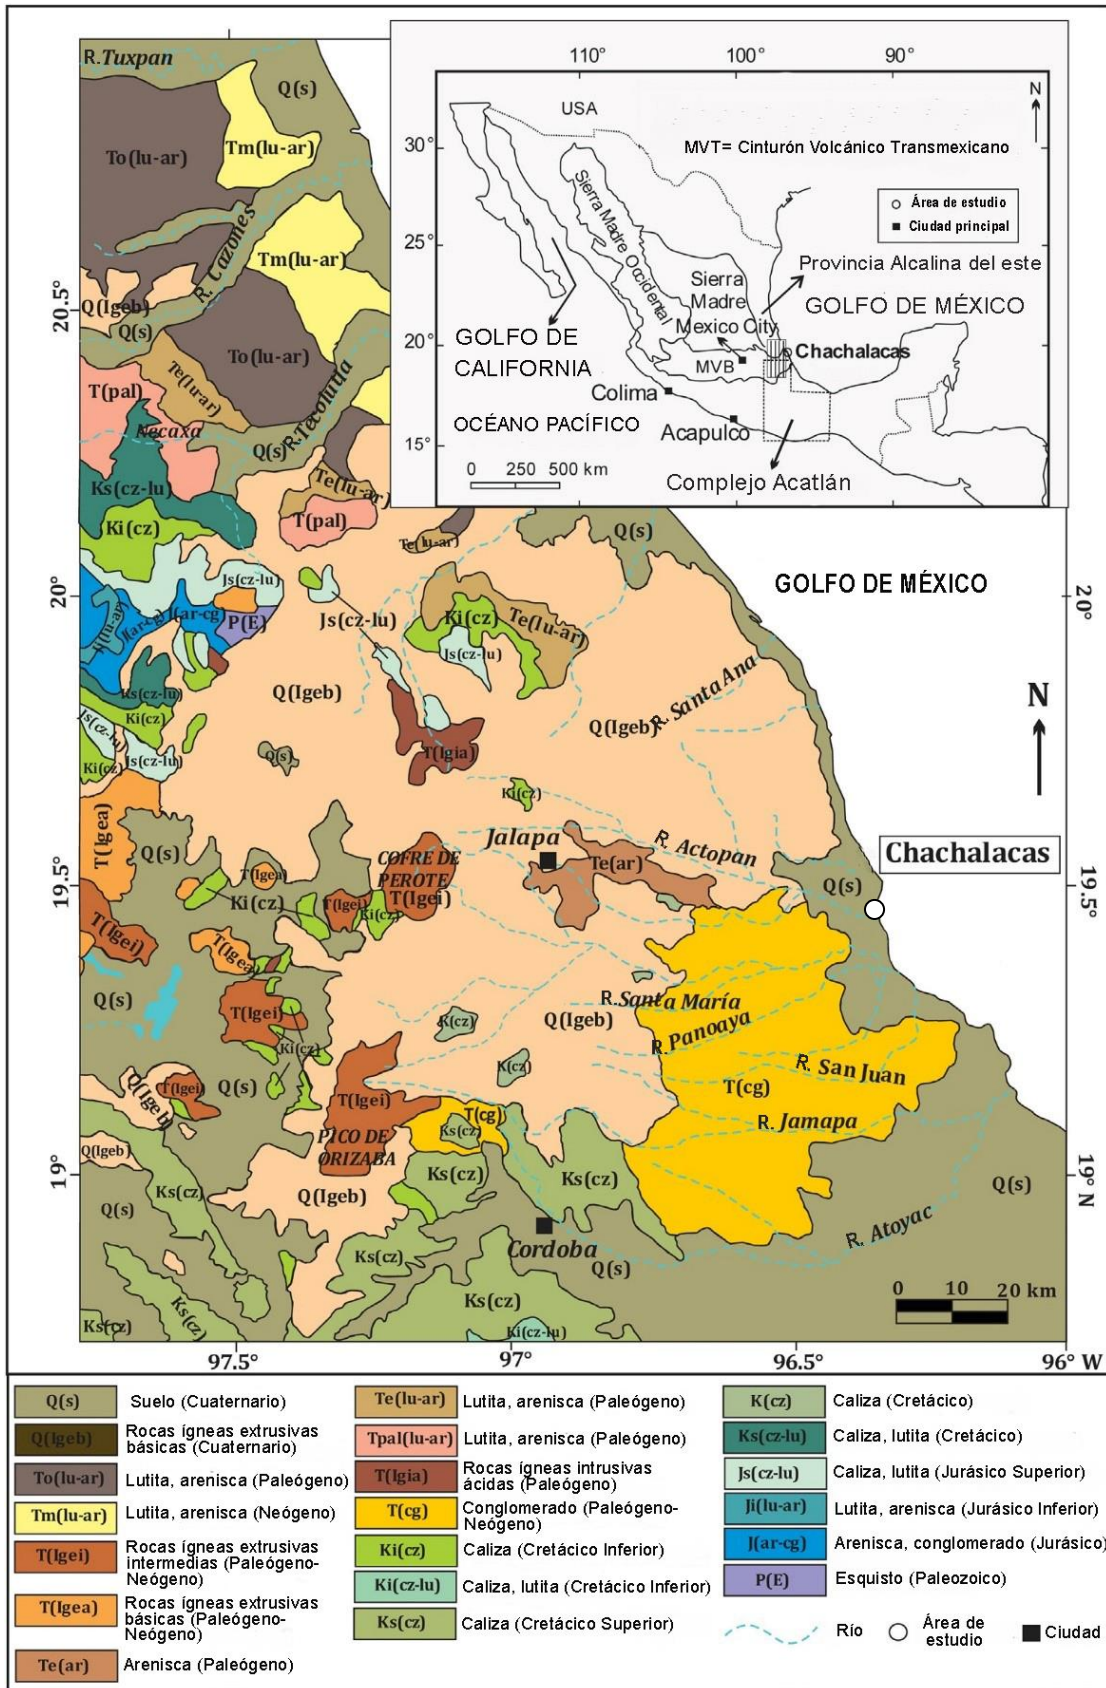 R. Tuxpan
Q(s)
Tm(lu-ar)
To(lu-ar)
R. Cazones
Tm(lu-ar)
Q(Igeb)
Q(s)
To(lu-ar)
Te(lu-ar)
T(pal)
Necaxa
R. Tecolutla
Q(s)
Te(lu-ar)
Ks(cz-lu)
T(pal)
Ki(cz)
Te(lu-ar)
Q(s)
110°
100°
90°
USA
N
MVT= Cinturón Volcánico Transmexicano
30°
Área de estudio
Ciudad principal
25°
Sierra Madre Occidental
Sierra
Madre
Provincia Alcalina del este
GOLFO DE MÉXICO
Mexico City
20°
GOLFO DE
CALIFORNIA
MVB
Chachalacas
Colima
OCÉANO PACÍFICO
Acapulco
15°
0 250 500 km
Complejo Acatlán
20.5°
20°
19.5°
19°
GOLFO DE MÉXICO
20°
Js(cz-lu)
Ji(lu-ar)
J(ar-cg)
J(ar-cg)
P(E)
Js(cz-lu)
Ki(cz)
Te(lu-ar)
Js(cz-lu)
Ks(cz-lu)
Ki(cz)
Q(Igeb)
Q(Igeb)
R. Santa Ana
N
Js(cz-lu)
Js(cz-lu)
Ki(cz)
Q(s)
T(Igia)
Ki(cz)
T(Igea)
Q(s)
Jalapa
R. Actopan
Chachalacas
COFRE DE
PEROTE
T(Igei)
Te(ar)
T(Igea)
Ki(cz)
T(Igei)
Ki(cz)
Q(s)
19.5°
T(Igei)
T(Igea)
Q(s)
T(Igei)
Ki(cz)
R. Santa María
Q(Igeb)
R. Panoaya
K(cz)
K(cz)
R. San Juan
T(cg)
Q(Igeb)
T(Igei)
Q(s)
T(Igei)
T(cg)
Ks(cz)
R. Jamapa
PICO DE
ORIZABA
Q(Igeb)
Ks(cz)
Q(Igeb)
Ks(cz)
Ks(cz)
Q(s)
19° N
Q(s)
Cordoba
R. Atoyac
Ks(cz)
Q(s)
Ks(cz)
Ks(cz)
Ks(cz)
Ki(cz-lu)
0 10 20 km
97.5°
97°
96.5°
96° W
Q(s) Suelo (Cuaternario)
Q(Igeb) Rocas ígneas extrusivas
básicas (Cuaternario)
To(lu-ar) Lutita, arenisca (Paleógeno)
Tm(lu-ar) Lutita, arenisca (Neógeno)
T(Igei) Rocas ígneas extrusivas
intermedias (Paleógeno-
Neógeno)
T(Igea) Rocas ígneas extrusivas
básicas (Paleógeno-
Neógeno)
Te(ar) Arenisca (Paleógeno)
Te(lu-ar) Lutita, arenisca (Paleógeno)
Tpal(lu-ar) Lutita, arenisca (Paleógeno)
T(Igia) Rocas ígneas intrusivas
ácidas (Paleógeno)
T(cg) Conglomerado (Paleógeno-
Neógeno)
Ki(cz) Caliza (Cretácico Inferior)
Ki(cz-lu) Caliza, lutita (Cretácico Inferior)
Ks(cz) Caliza (Cretácico Superior)
K(cz) Caliza (Cretácico)
Ks(cz-lu) Caliza, lutita (Cretácico)
Js(cz-lu) Caliza, lutita (Jurásico Superior)
Ji(lu-ar) Lutita, arenisca (Jurásico Inferior)
J(ar-cg) Arenisca, conglomerado (Jurásico)
P(E) Esquisto (Paleozoico)
Río
Área de
estudio
Ciudad